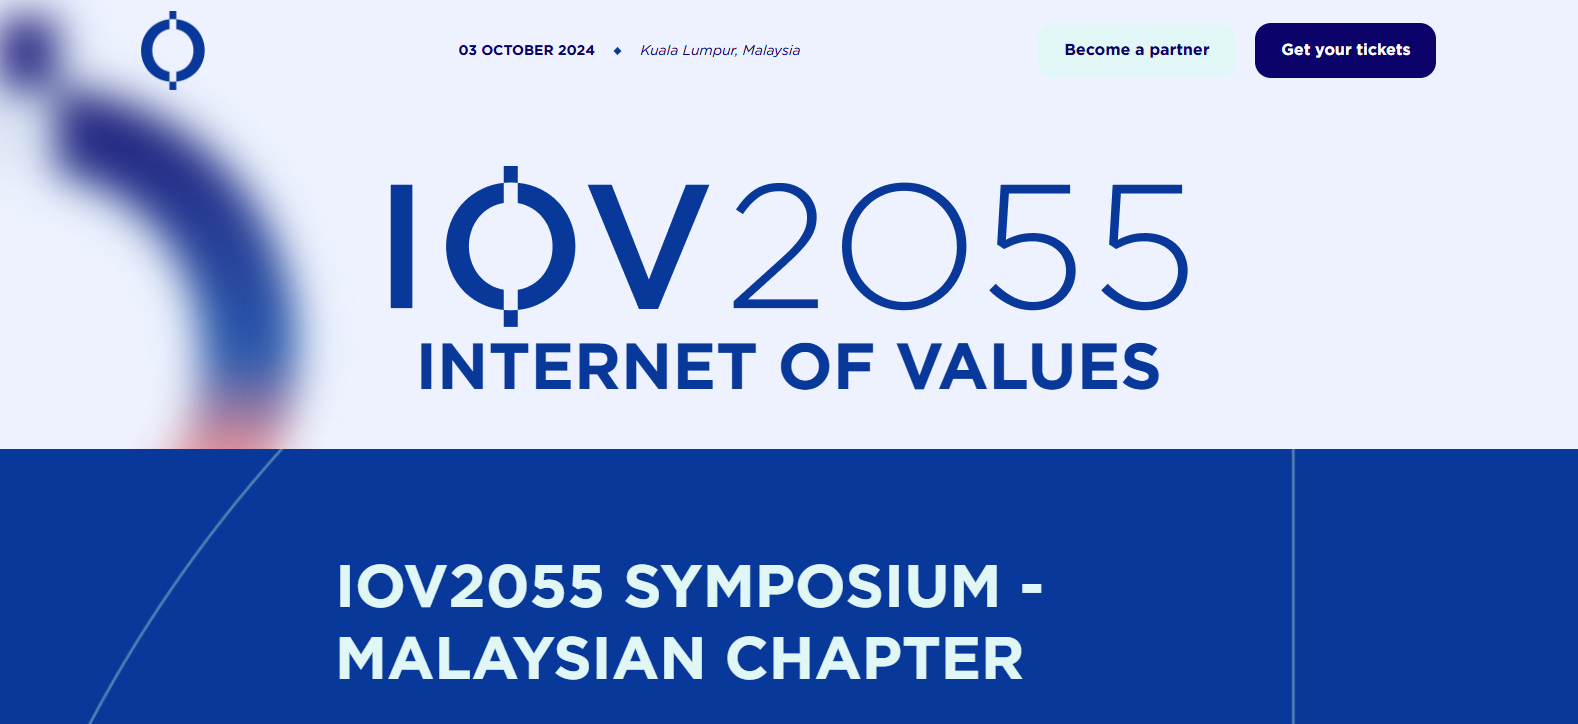 03 OCTOBER 2024 ◆ Kuala Lumpur, Malaysia
Become a partner
Get your tickets
IOV2055
INTERNET OF VALUES
IOV2055 SYMPOSIUM -
MALAYSIAN CHAPTER